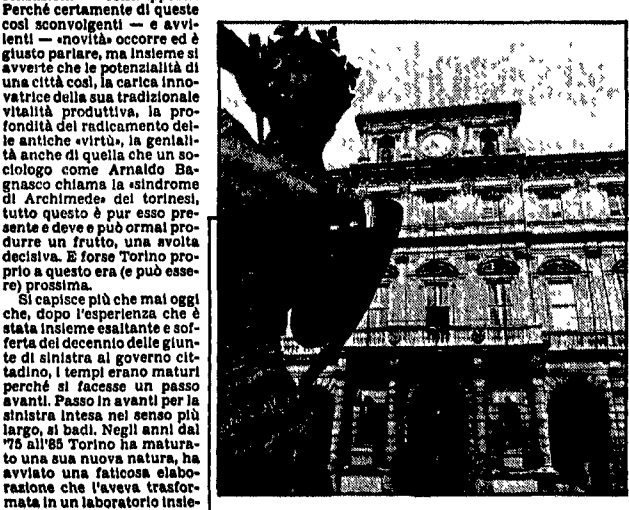 Perché certamente di queste
così sconvolgenti — e avvi-
lenti — «novità» occorre ed è
giusto parlare, ma insieme si
avverte che le potenzialità di
una città così, la carica inno-
vatrice della sua tradizionale
vitalità produttiva, la pro-
fondità del radicamento del-
le antiche «virtù», la geniali-
tà anche di quella che un so-
ciologo come Arnaldo Ba-
gnasco chiama la «sindrome
di Archimede» dei torinesi,
tutto questo è pur esso pre-
sente e deve e può ormai pro-
durre un frutto, una svolta
decisiva. E forse Torino pro-
prio a questo era (e può esse-
re) prossima.
Si capisce più che mai oggi
che, dopo l'esperienza che è
stata insieme esaltante e sof-
ferta del decennio delle giun-
te di sinistra al governo cit-
tadino, i tempi erano maturi
perché si facesse un passo
avanti. Passo in avanti per la
sinistra intesa nel senso più
largo, si badi. Negli anni dal
'75 all'85 Torino ha matura-
to una sua nuova natura, ha
avviato una faticosa elabo-
razione che l'aveva trasfor-
mata in un laboratorio insie-